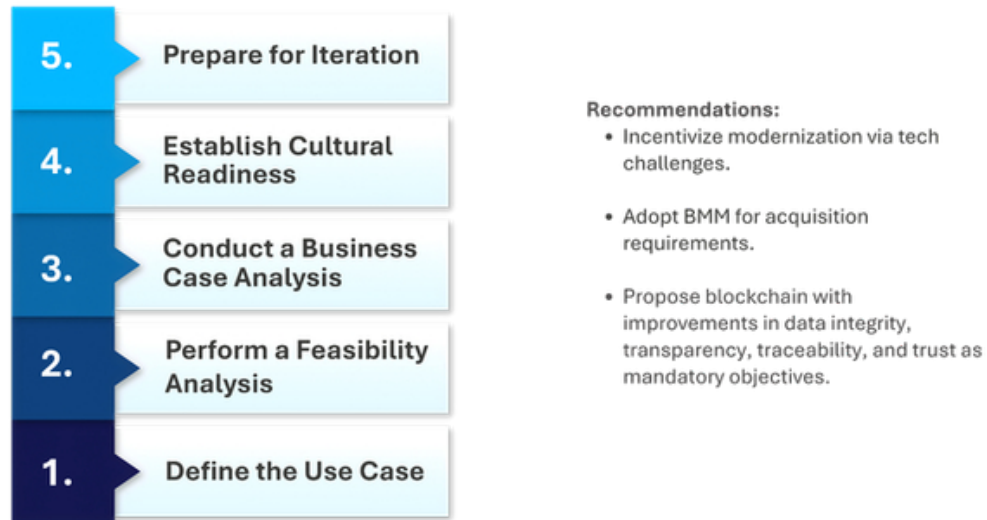 5.
Prepare for Iteration
4.
Establish Cultural
Readiness
3.
Conduct a Business
Case Analysis
2.
Perform a Feasibility
Analysis
1.
Define the Use Case
Recommendations:
• Incentivize modernization via tech
challenges.
• Adopt BMM for acquisition
requirements.
• Propose blockchain with
improvements in data integrity,
transparency, traceability, and trust as
mandatory objectives.